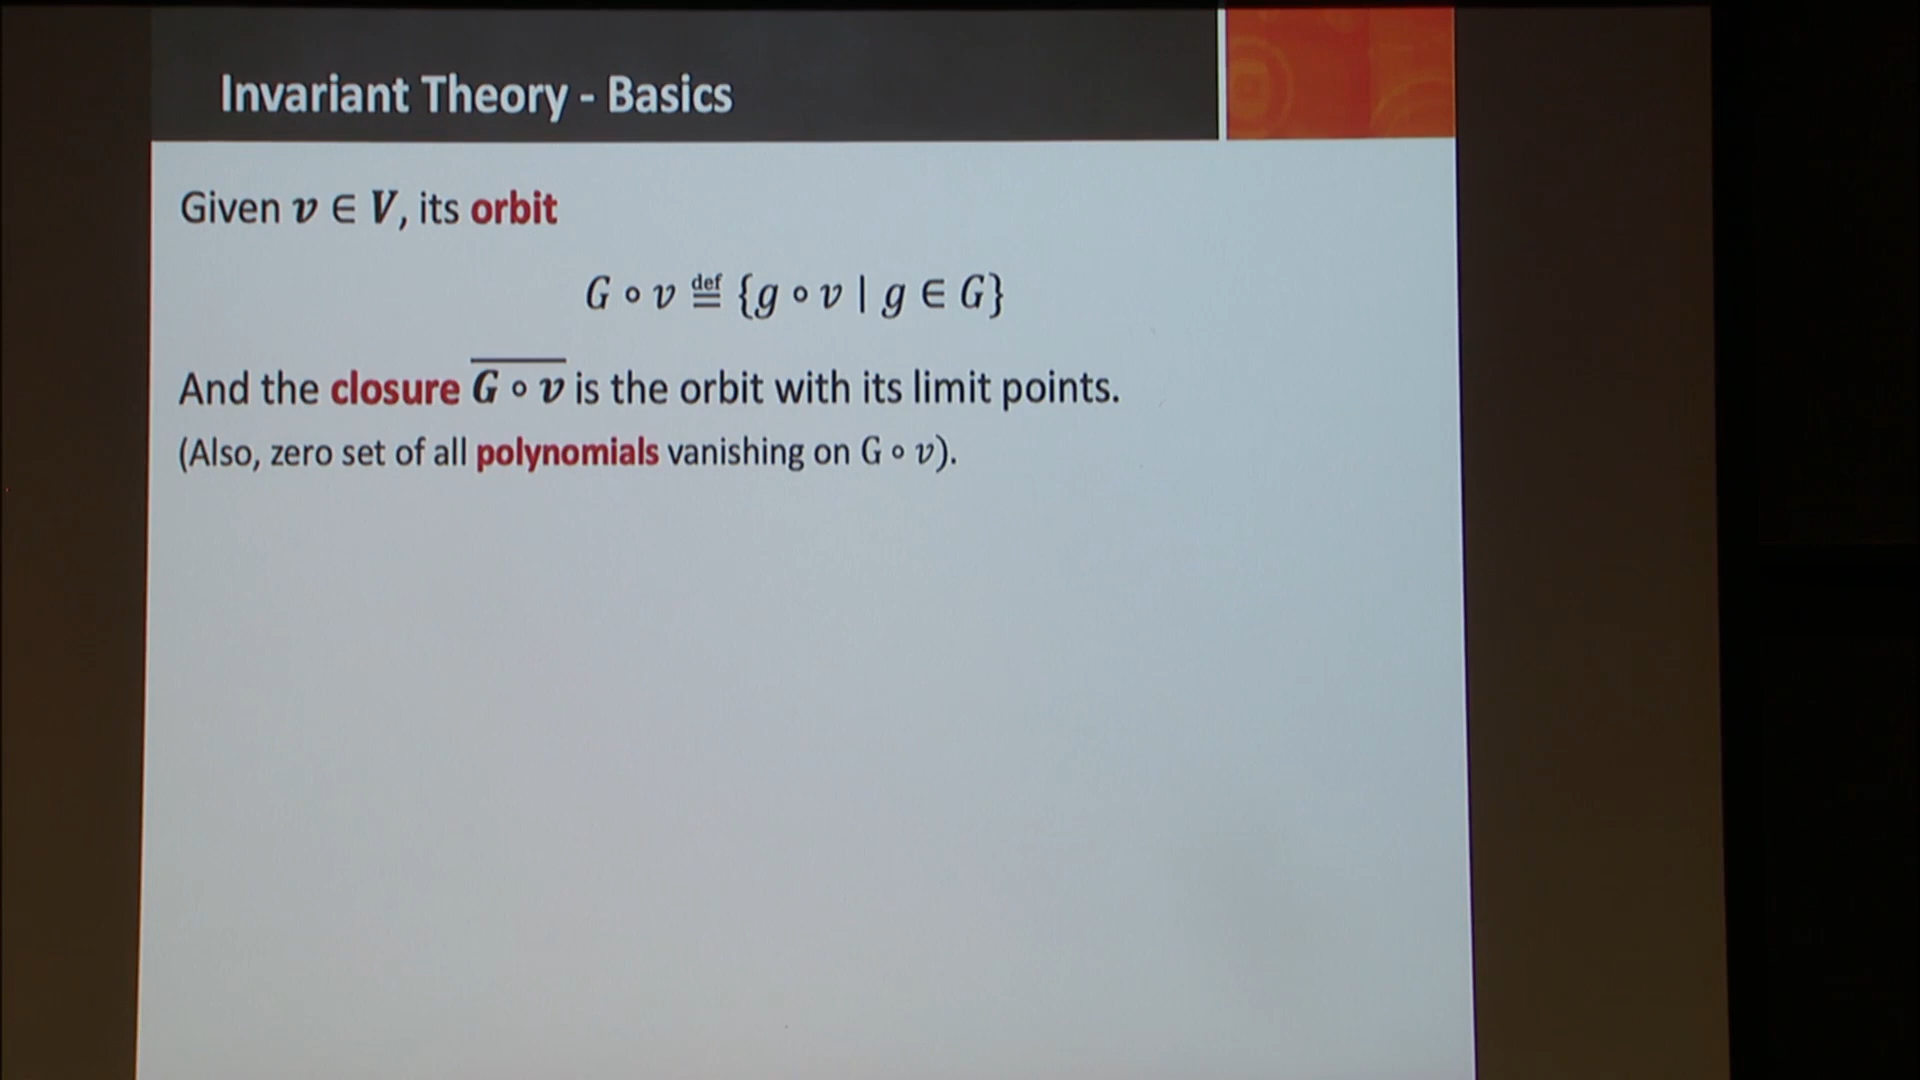 Invariant Theory - Basics
Given v ∈ V, its orbit
G ∘ v ≝ {g ∘ v | g ∈ G}
And the closure \overline{G ∘ v} is the orbit with its limit points.
(Also, zero set of all polynomials vanishing on G ∘ v).